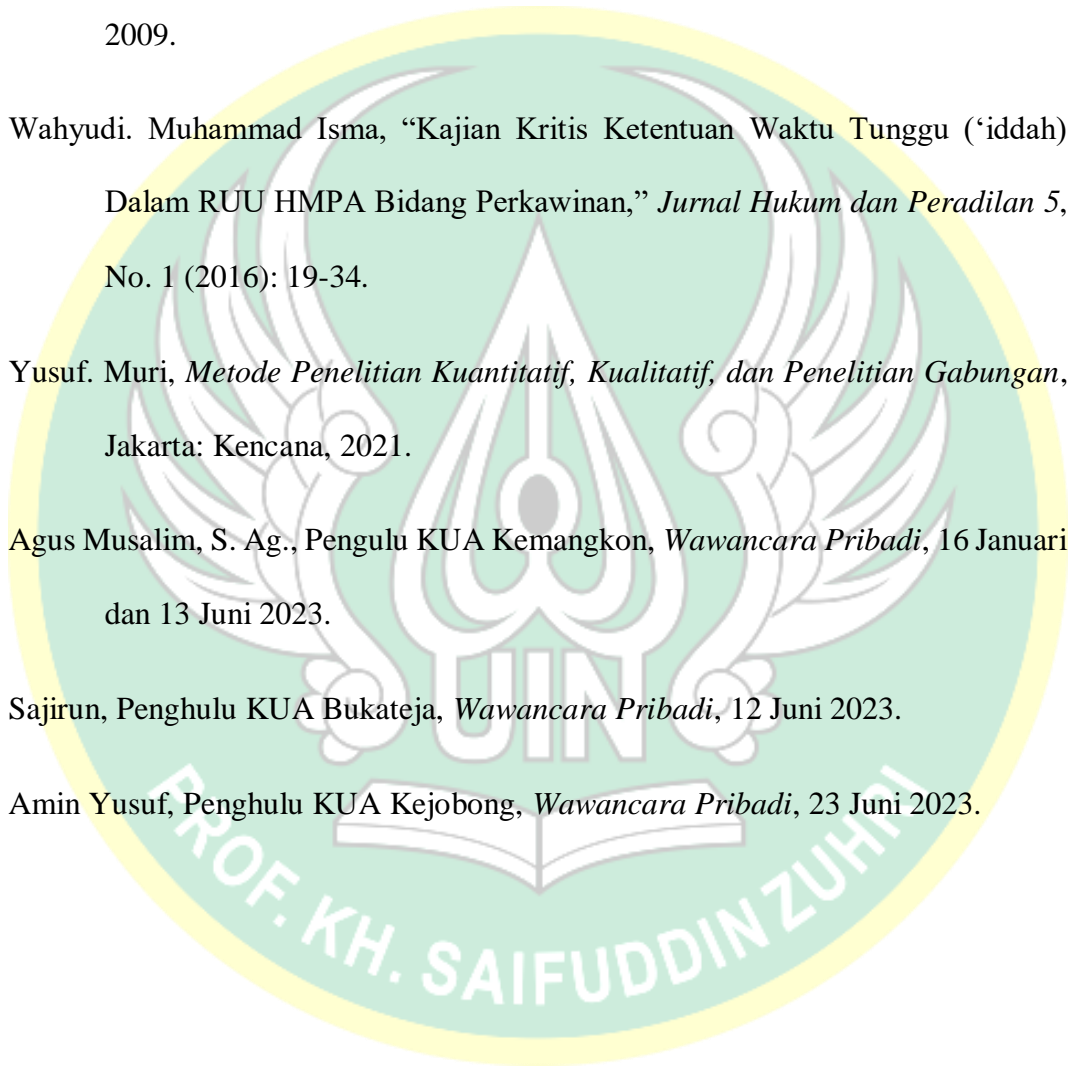 2009.
Wahyudi. Muhammad Isma, “Kajian Kritis Ketentuan Waktu Tunggu (‘iddah)
Dalam RUU HMPA Bidang Perkawinan,” Jurnal Hukum dan Peradilan 5,
No. 1 (2016): 19-34.
Yusuf. Muri, Metode Penelitian Kuantitatif, Kualitatif, dan Penelitian Gabungan,
Jakarta: Kencana, 2021.
Agus Musalim, S. Ag., Pengulu KUA Kemangkon, Wawancara Pribadi, 16 Januari
dan 13 Juni 2023.
Sajirun, Penghulu KUA Bukateja, Wawancara Pribadi, 12 Juni 2023.
Amin Yusuf, Penghulu KUA Kejobong, Wawancara Pribadi, 23 Juni 2023.
UIN
PROF. KH. SAIFUDDIN ZUHRI